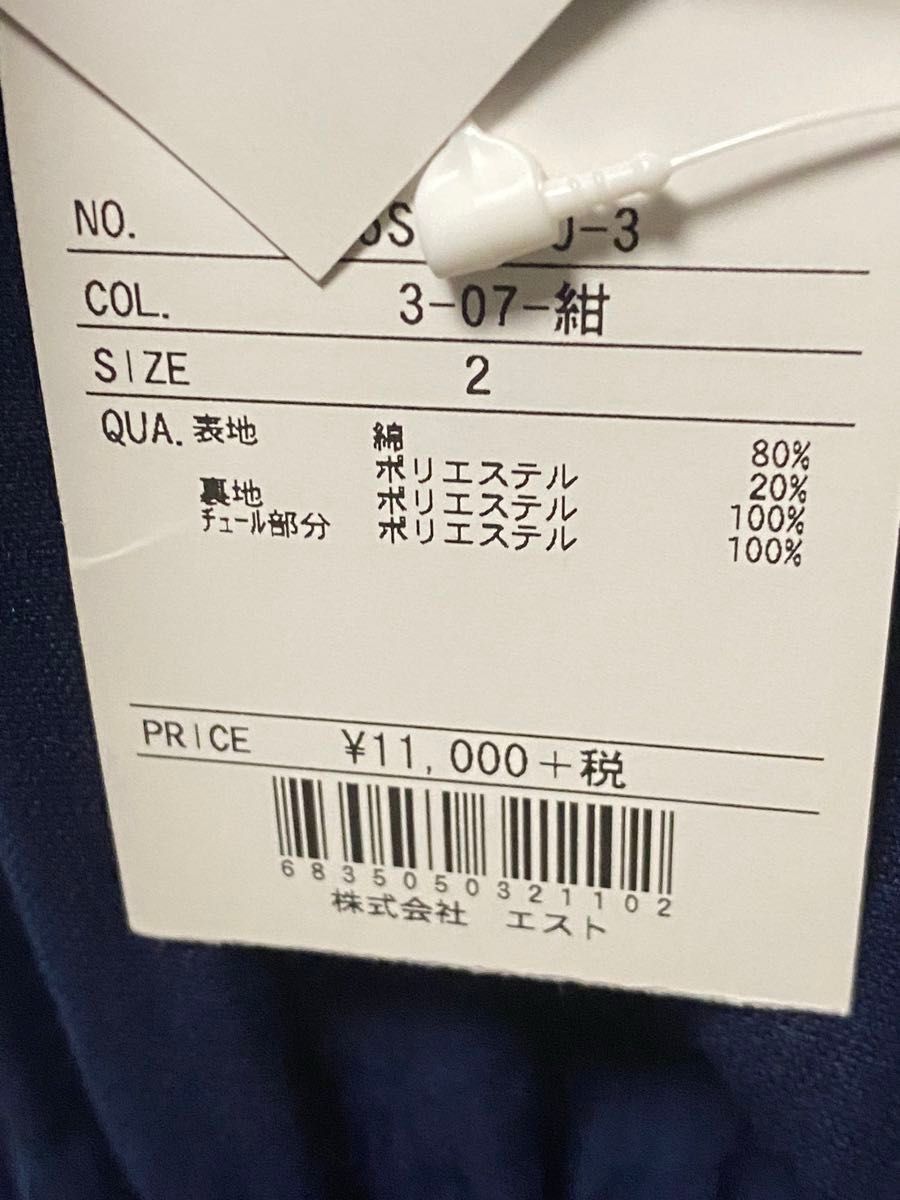 NO. -3
COL. 3-07-紺
SIZE 2
QUA. 表地 綿 80%
ポリエステル 20%
裏地 ポリエステル 100%
チュール部分 ポリエステル 100%
PRICE ¥11,000+税
6835050321102
株式会社 エスト